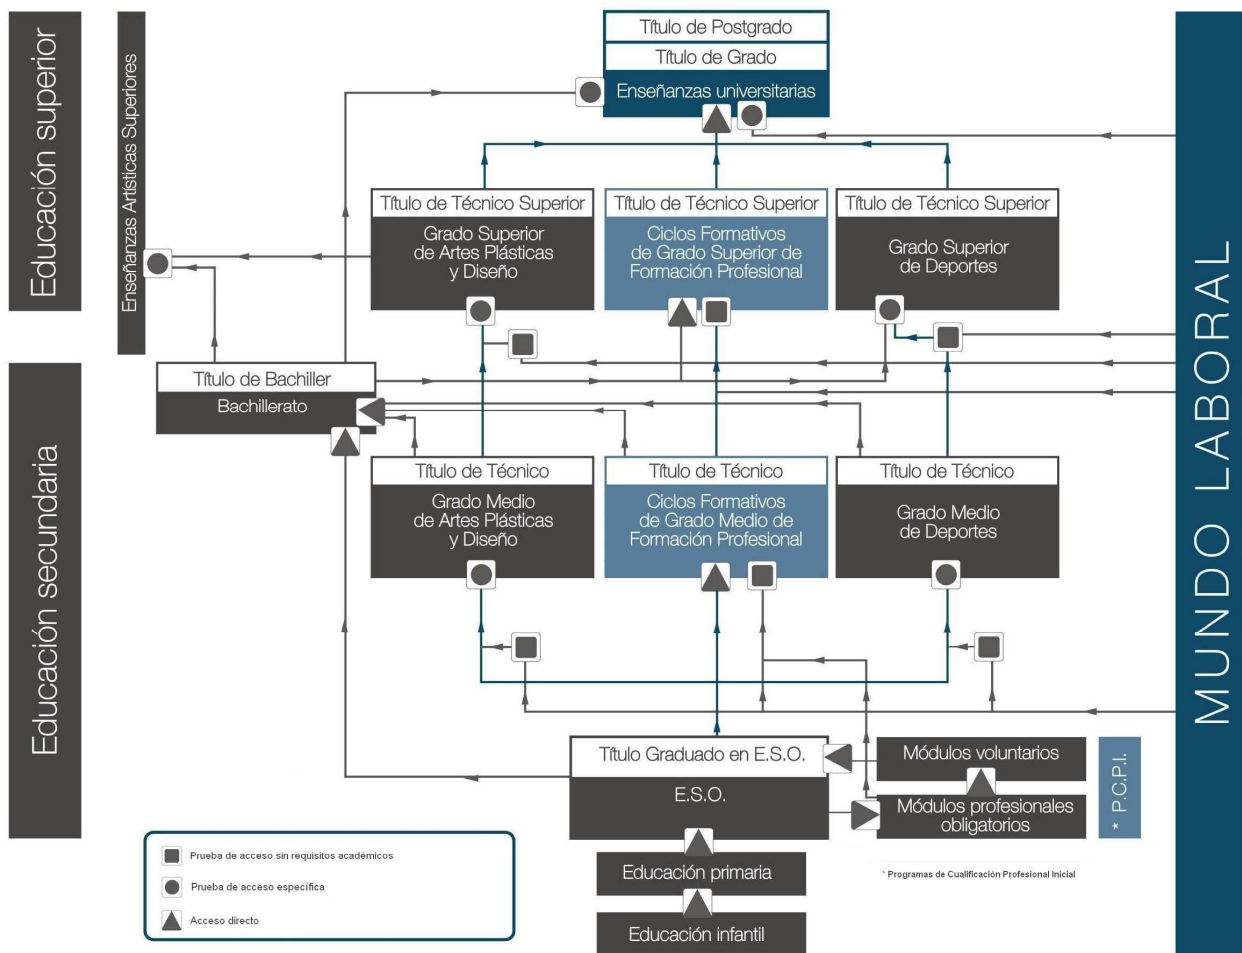 Educación superior
Enseñanzas Artísticas Superiores
Título de Postgrado
Título de Grado
Enseñanzas universitarias
Título de Técnico Superior
Grado Superior
de Artes Plásticas
y Diseño
Título de Técnico Superior
Ciclos Formativos
de Grado Superior de
Formación Profesional
Título de Técnico Superior
Grado Superior
de Deportes
MUNDO LABORAL
Educación secundaria
Título de Bachiller
Bachillerato
Título de Técnico
Grado Medio
de Artes Plásticas
y Diseño
Título de Técnico
Ciclos Formativos
de Grado Medio de
Formación Profesional
Título de Técnico
Grado Medio
de Deportes
Título Graduado en E.S.O.
E.S.O.
Módulos voluntarios
Módulos profesionales
obligatorios
* P.C.P.I.
Educación primaria
Educación infantil
* Programas de Cualificación Profesional Inicial
Prueba de acceso sin requisitos académicos
Prueba de acceso específica
Acceso directo